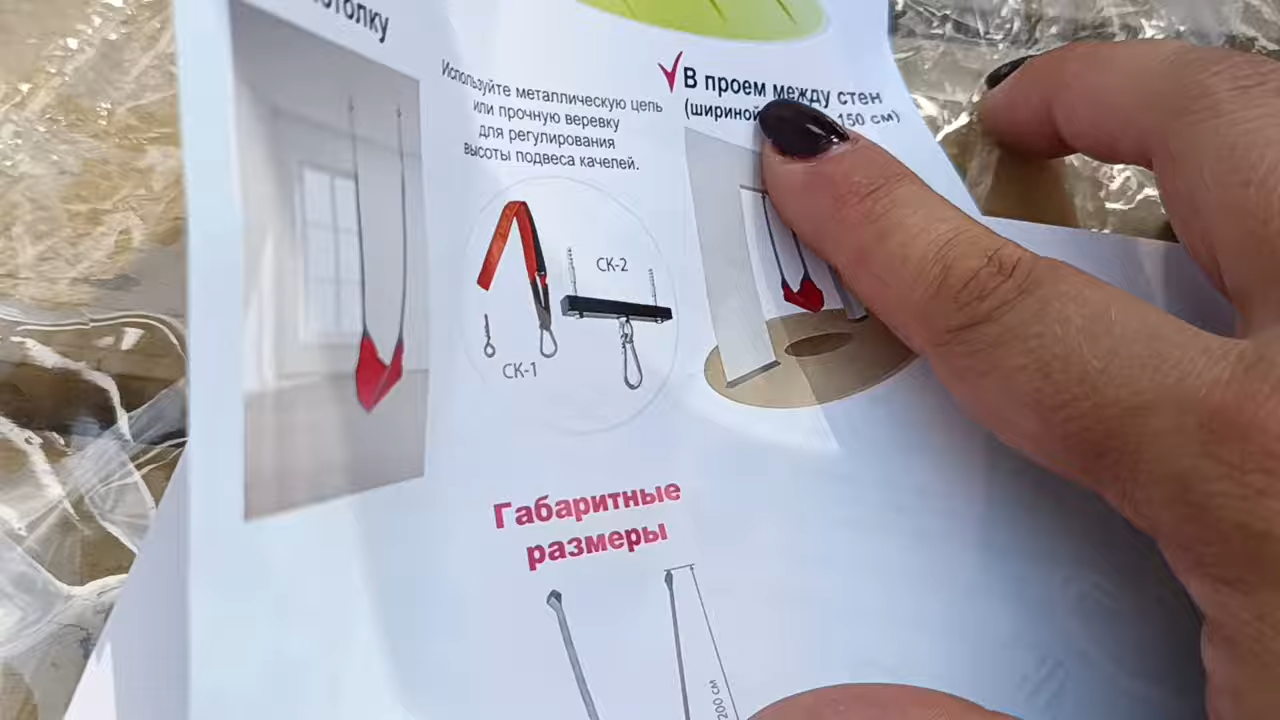 Используйте металлическую цепь
или прочную веревку
для регулирования
высоты подвеса качелей.
СК-1
СК-2
В проем между стен
(шириной 150 см)
Габаритные
размеры
200 см